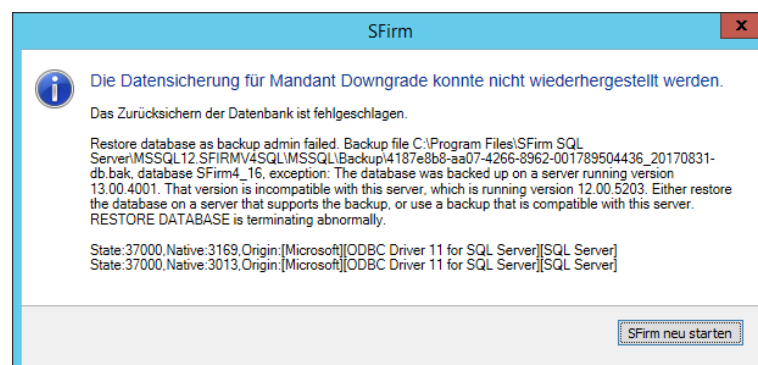 SFirm
x
Die Datensicherung für Mandant Downgrade konnte nicht wiederhergestellt werden.
Das Zurücksichern der Datenbank ist fehlgeschlagen.
Restore database as backup admin failed. Backup file C:\Program Files\SFirm SQL
Server\MSSQL12.SFIRMV4SQL\MSSQL\Backup\4187e8b8-aa07-4266-8962-001789504436_20170831-
db.bak, database SFirm4_16, exception: The database was backed up on a server running version
13.00.4001. That version is incompatible with this server, which is running version 12.00.5203. Either restore
the database on a server that supports the backup, or use a backup that is compatible with this server.
RESTORE DATABASE is terminating abnormally.
State:37000,Native:3169,Origin:[Microsoft][ODBC Driver 11 for SQL Server][SQL Server]
State:37000,Native:3013,Origin:[Microsoft][ODBC Driver 11 for SQL Server][SQL Server]
SFirm neu starten